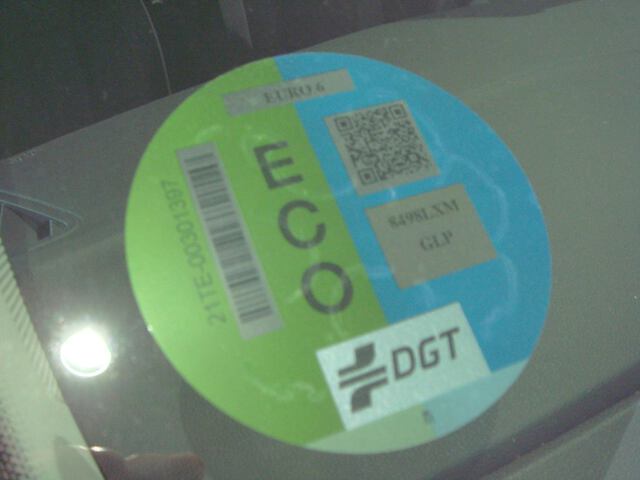 EURO 6
ECO
21TE-00301397
8498LXM
GLP
DGT